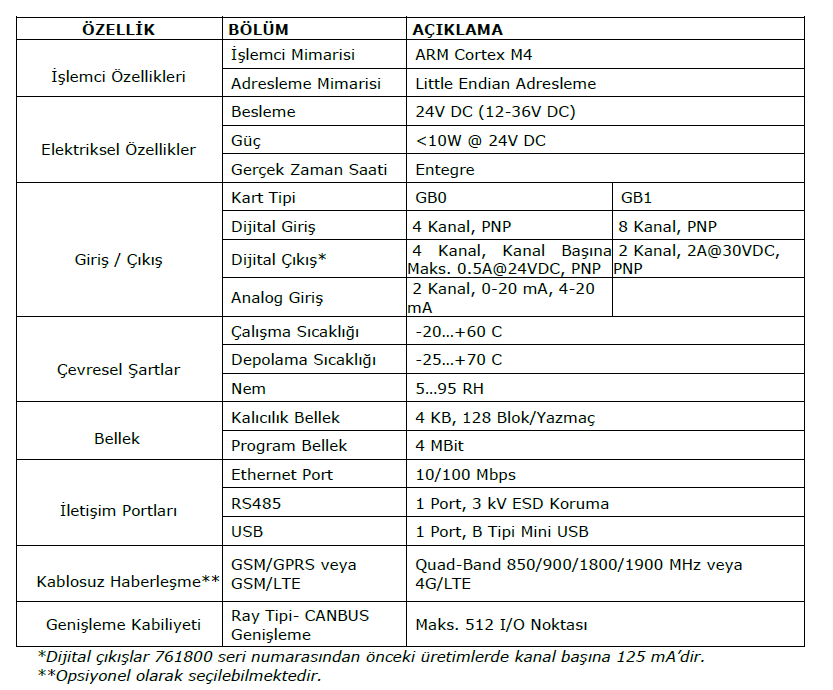 ÖZELLİK BÖLÜM AÇIKLAMA
İşlemci Özellikleri
İşlemci Mimarisi ARM Cortex M4
Adresleme Mimarisi Little Endian Adresleme
Elektriksel Özellikler
Besleme 24V DC (12-36V DC)
Güç <10W @ 24V DC
Gerçek Zaman Saati Entegre
Giriş / Çıkış
Kart Tipi GB0 GB1
Dijital Giriş 4 Kanal, PNP 8 Kanal, PNP
Dijital Çıkış*
4 Kanal, Kanal Başına
Maks. 0.5A@24VDC, PNP
2 Kanal, 2A@30VDC,
PNP
Analog Giriş
2 Kanal, 0-20 mA, 4-20
mA
Çevresel Şartlar
Çalışma Sıcaklığı -20…+60 C
Depolama Sıcaklığı -25…+70 C
Nem 5…95 RH
Bellek
Kalıcılık Bellek 4 KB, 128 Blok/Yazmaç
Program Bellek 4 MBit
İletişim Portları
Ethernet Port 10/100 Mbps
RS485 1 Port, 3 kV ESD Koruma
USB 1 Port, B Tipi Mini USB
Kablosuz Haberleşme**
GSM/GPRS veya
GSM/LTE
Quad-Band 850/900/1800/1900 MHz veya
4G/LTE
Genişleme Kabiliyeti
Ray Tipi- CANBUS
Genişleme
Maks. 512 I/O Noktası
*Dijital çıkışlar 761800 seri numarasından önceki üretimlerde kanal başına 125 mA’dir.
**Opsiyonel olarak seçilebilmektedir.